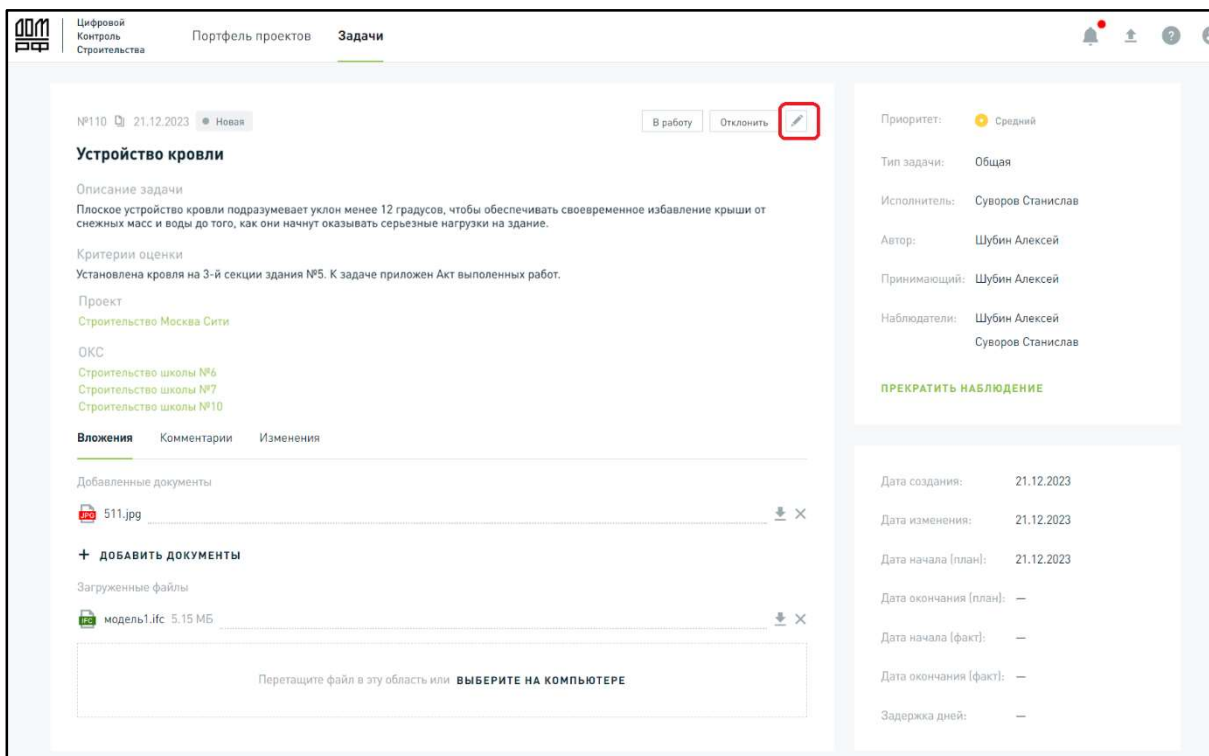 ДОМ
РФ
Цифровой
Контроль
Строительства
Портфель проектов
Задачи
?
№110 21.12.2023 Новая
В работу
Отклонить
Устройство кровли
Описание задачи
Плоское устройство кровли подразумевает уклон менее 12 градусов, чтобы обеспечивать своевременное избавление крыши от
снежных масс и воды до того, как они начнут оказывать серьезные нагрузки на здание.
Критерии оценки
Установлена кровля на 3-й секции здания №5. К задаче приложен Акт выполенных работ.
Проект
Строительство Москва Сити
ОКС
Строительство школы №6
Строительство школы №7
Строительство школы №10
Вложения Комментарии Изменения
Добавленные документы
JPG 511.jpg
+ ДОБАВИТЬ ДОКУМЕНТЫ
Загруженные файлы
IFC модель1.ifc 5.15 МБ
Перетащите файл в эту область или ВЫБЕРИТЕ НА КОМПЬЮТЕРЕ
Приоритет: Средний
Тип задачи: Общая
Исполнитель: Суворов Станислав
Автор: Шубин Алексей
Принимающий: Шубин Алексей
Наблюдатели: Шубин Алексей
Суворов Станислав
ПРЕКРАТИТЬ НАБЛЮДЕНИЕ
Дата создания: 21.12.2023
Дата изменения: 21.12.2023
Дата начала (план): 21.12.2023
Дата окончания (план): —
Дата начала (факт): —
Дата окончания (факт): —
Задержка дней: —